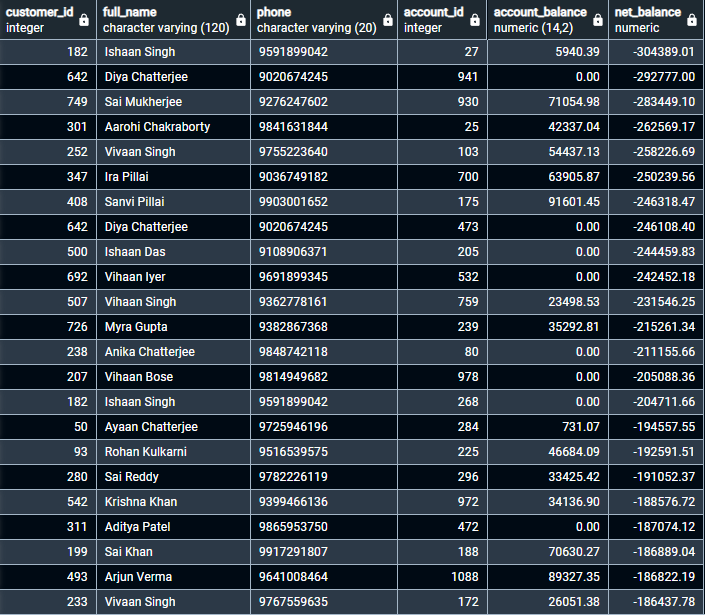 customer_id full_name phone account_id account_balance net_balance
integer character varying (120) character varying (20) integer numeric (14,2) numeric
182 Ishaan Singh 9591899042 27 5940.39 -304389.01
642 Diya Chatterjee 9020674245 941 0.00 -292777.00
749 Sai Mukherjee 9276247602 930 71054.98 -283449.10
301 Aarohi Chakraborty 9841631844 25 42337.04 -262569.17
252 Vivaan Singh 9755223640 103 54437.13 -258226.69
347 Ira Pillai 9036749182 700 63905.87 -250239.56
408 Sanvi Pillai 9903001652 175 91601.45 -246318.47
642 Diya Chatterjee 9020674245 473 0.00 -246108.40
500 Ishaan Das 9108906371 205 0.00 -244459.83
692 Vihaan Iyer 9691899345 532 0.00 -242452.18
507 Vihaan Singh 9362778161 759 23498.53 -231546.25
726 Myra Gupta 9382867368 239 35292.81 -215261.34
238 Anika Chatterjee 9848742118 80 0.00 -211155.66
207 Vihaan Bose 9814949682 978 0.00 -205088.36
182 Ishaan Singh 9591899042 268 0.00 -204711.66
50 Ayaan Chatterjee 9725946196 284 731.07 -194557.55
93 Rohan Kulkarni 9516539575 225 46684.09 -192591.51
280 Sai Reddy 9782226119 296 33425.42 -191052.37
542 Krishna Khan 9399466136 972 34136.90 -188576.72
311 Aditya Patel 9865953750 472 0.00 -187074.12
199 Sai Khan 9917291807 188 70630.27 -186889.04
493 Arjun Verma 9641008464 1088 89327.35 -186822.19
233 Vivaan Singh 9767559635 172 26051.38 -186437.78